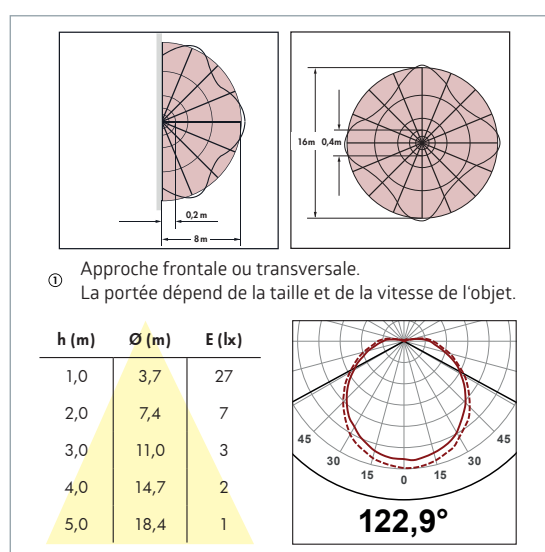 0,2 m
8 m
16m 0,4m
① Approche frontale ou transversale.
La portée dépend de la taille et de la vitesse de l'objet.
h (m) Ø (m) E (lx)
1,0 3,7 27
2,0 7,4 7
3,0 11,0 3
4,0 14,7 2
5,0 18,4 1
45 45
30 30
15 0 15
122,9°